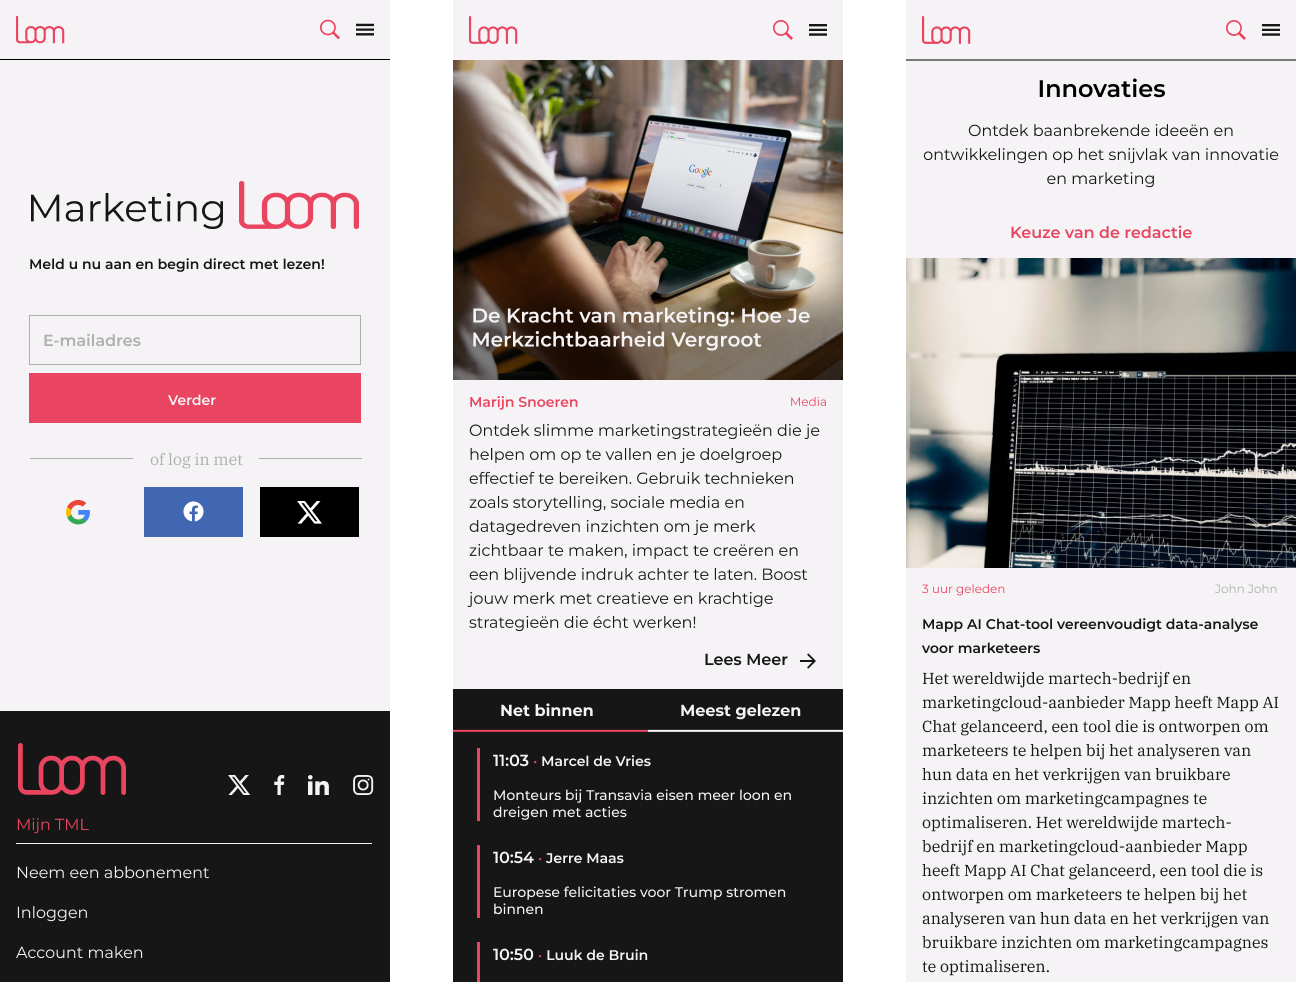 Loom
Marketing Loom
Meld u nu aan en begin direct met lezen!
E-mailadres
Verder
of log in met
Loom
Mijn TML
Neem een abbonement
Inloggen
Account maken
Loom
Google
De Kracht van marketing: Hoe Je
Merkzichtbaarheid Vergroot
Marijn Snoeren
Media
Ontdek slimme marketingstrategieën die je
helpen om op te vallen en je doelgroep
effectief te bereiken. Gebruik technieken
zoals storytelling, sociale media en
datagedreven inzichten om je merk
zichtbaar te maken, impact te creëren en
een blijvende indruk achter te laten. Boost
jouw merk met creatieve en krachtige
strategieën die écht werken!
Lees Meer
Net binnen
Meest gelezen
11:03 · Marcel de Vries
Monteurs bij Transavia eisen meer loon en
dreigen met acties
10:54 · Jerre Maas
Europese felicitaties voor Trump stromen
binnen
10:50 · Luuk de Bruin
Loom
Innovaties
Ontdek baanbrekende ideeën en
ontwikkelingen op het snijvlak van innovatie
en marketing
Keuze van de redactie
3 uur geleden
John John
Mapp AI Chat-tool vereenvoudigt data-analyse
voor marketeers
Het wereldwijde martech-bedrijf en
marketingcloud-aanbieder Mapp heeft Mapp AI
Chat gelanceerd, een tool die is ontworpen om
marketeers te helpen bij het analyseren van
hun data en het verkrijgen van bruikbare
inzichten om marketingcampagnes te
optimaliseren. Het wereldwijde martech-
bedrijf en marketingcloud-aanbieder Mapp
heeft Mapp AI Chat gelanceerd, een tool die is
ontworpen om marketeers te helpen bij het
analyseren van hun data en het verkrijgen van
bruikbare inzichten om marketingcampagnes
te optimaliseren.